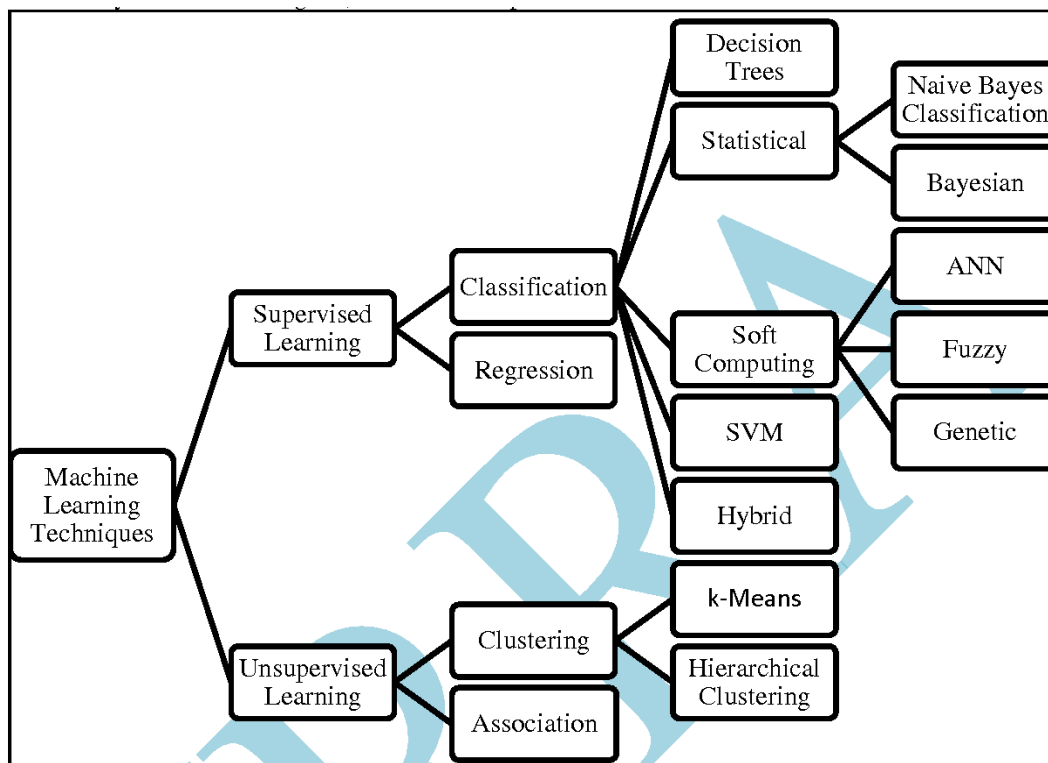 Decision
Trees
Naive Bayes
Classification
Statistical
Bayesian
ANN
Classification
Supervised
Learning
Soft
Computing
Fuzzy
Regression
SVM
Genetic
Machine
Learning
Techniques
Hybrid
k-Means
Clustering
Unsupervised
Learning
Hierarchical
Clustering
Association